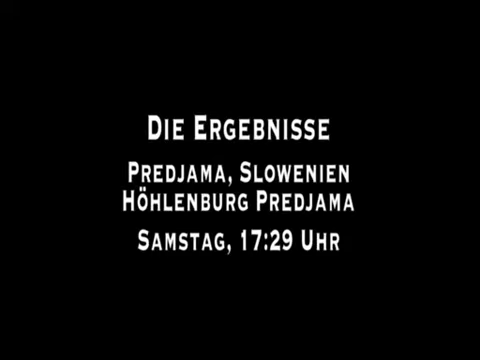 Die Ergebnisse
Predjama, Slowenien
Höhlenburg Predjama
Samstag, 17:29 Uhr